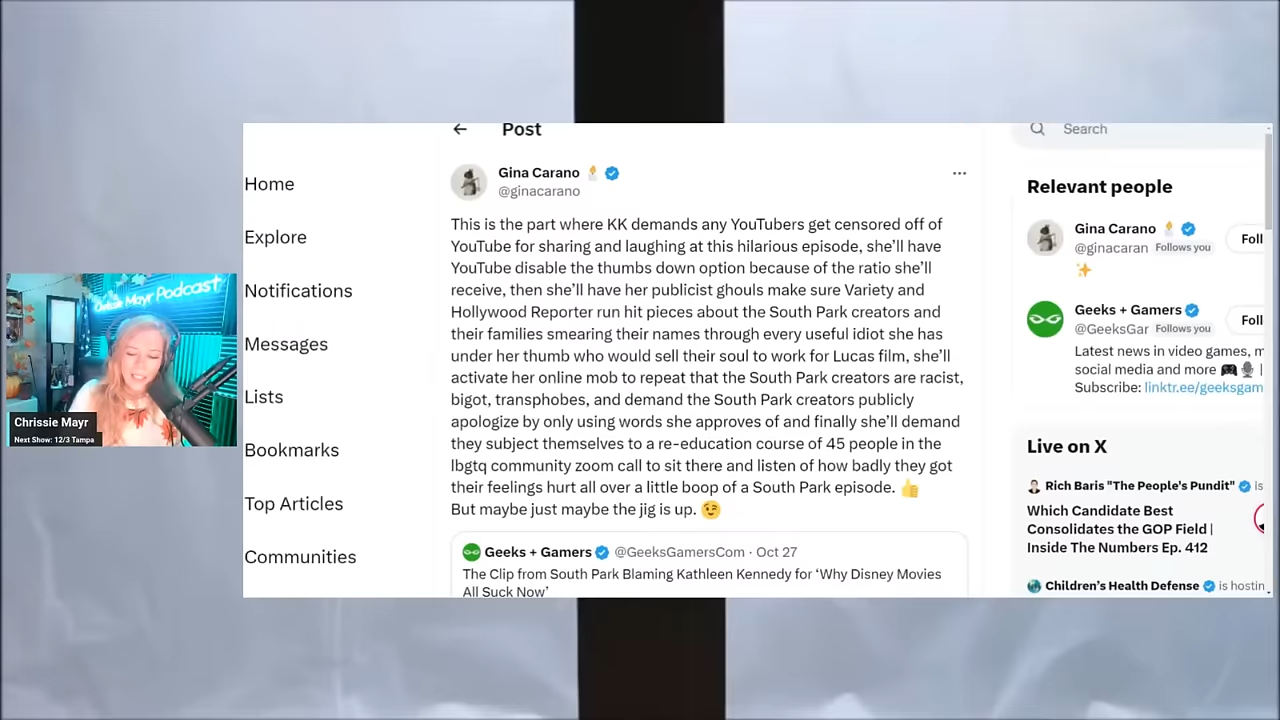 Post
Search
Home
Explore
Notifications
Messages
Lists
Bookmarks
Top Articles
Communities
Gina Carano
@ginacarano
This is the part where KK demands any YouTubers get censored off of
YouTube for sharing and laughing at this hilarious episode, she'll have
YouTube disable the thumbs down option because of the ratio she'll
receive, then she'll have her publicist ghouls make sure Variety and
Hollywood Reporter run hit pieces about the South Park creators and
their families smearing their names through every useful idiot she has
under her thumb who would sell their soul to work for Lucas film, she'll
activate her online mob to repeat that the South Park creators are racist,
bigot, transphobes, and demand the South Park creators publicly
apologize by only using words she approves of and finally she'll demand
they subject themselves to a re-education course of 45 people in the
lbgtq community zoom call to sit there and listen of how badly they got
their feelings hurt all over a little boop of a South Park episode. 👍
But maybe just maybe the jig is up. 😉
Geeks + Gamers @GeeksGamersCom · Oct 27
The Clip from South Park Blaming Kathleen Kennedy for ‘Why Disney Movies
All Suck Now’
Relevant people
Gina Carano
@ginacaran Follows you
Foll
✨
Geeks + Gamers
@GeeksGar Follows you
Foll
Latest news in video games, m
social media and more 🎮 🎙️ |
Subscribe: linktr.ee/geeksgam
Live on X
Rich Baris "The People's Pundit" is
Which Candidate Best
Consolidates the GOP Field |
Inside The Numbers Ep. 412
Children's Health Defense is hostin
Chrissie Mayr Podcast
Chrissie Mayr
Next Show: 12/3 Tampa